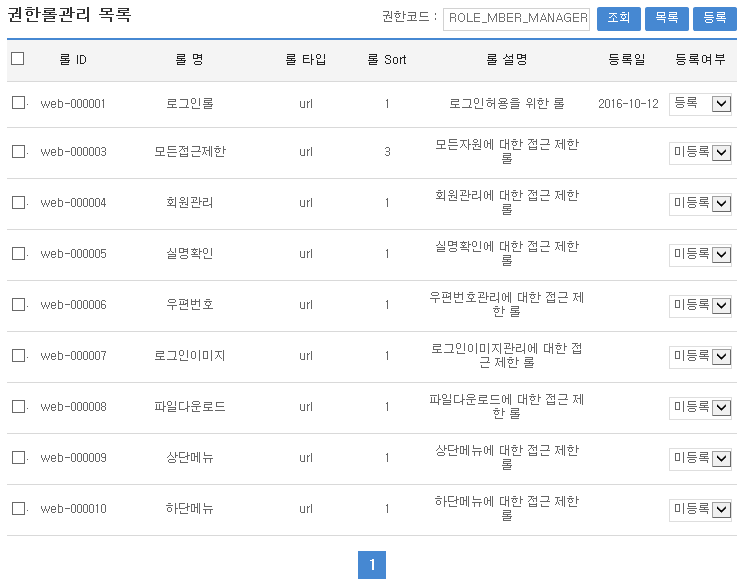 권한롤관리 목록
권한코드 : ROLE_MBER_MANAGER 조회 목록 등록
롤 ID 롤 명 롤 타입 롤 Sort 롤 설명 등록일 등록여부
web-000001 로그인롤 url 1 로그인허용을 위한 롤 2016-10-12 등록
web-000003 모든접근제한 url 3 모든자원에 대한 접근 제한 미등록
롤
web-000004 회원관리 url 1 회원관리에 대한 접근 제한 미등록
롤
web-000005 실명확인 url 1 실명확인에 대한 접근 제한 미등록
롤
web-000006 우편번호 url 1 우편번호관리에 대한 접근 제 미등록
한 롤
web-000007 로그인이미지 url 1 로그인이미지관리에 대한 접 미등록
근 제한 롤
web-000008 파일다운로드 url 1 파일다운로드에 대한 접근 제 미등록
한 롤
web-000009 상단메뉴 url 1 상단메뉴에 대한 접근 제한 미등록
롤
web-000010 하단메뉴 url 1 하단메뉴에 대한 접근 제한 미등록
롤
1